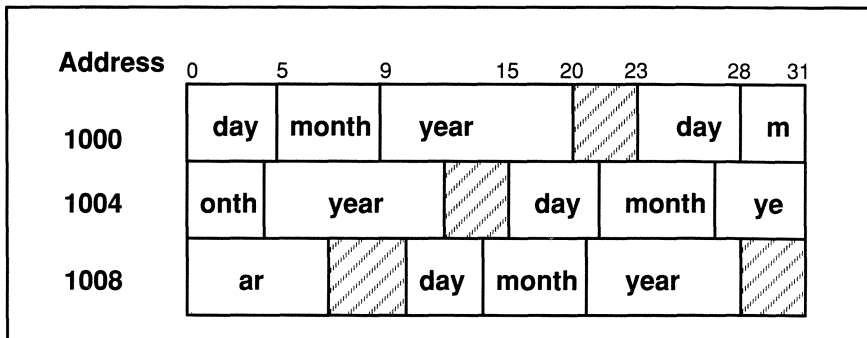 Address 0 5 9 15 20 23 28 31
1000 day month year day m
1004 onth year day month ye
1008 ar day month year